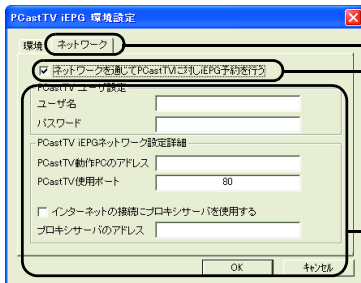 PCastTV iEPG 環境設定
環境 ネットワーク
ネットワークを通じてPCastTVに対しiEPG予約を行う
PCastTV ユーザ設定
ユーザ名
パスワード
PCastTV iEPGネットワーク設定詳細
PCastTV動作PCのアドレス
PCastTV使用ポート 80
インターネットの接続にプロキシサーバを使用する
プロキシサーバのアドレス
OK キャンセル